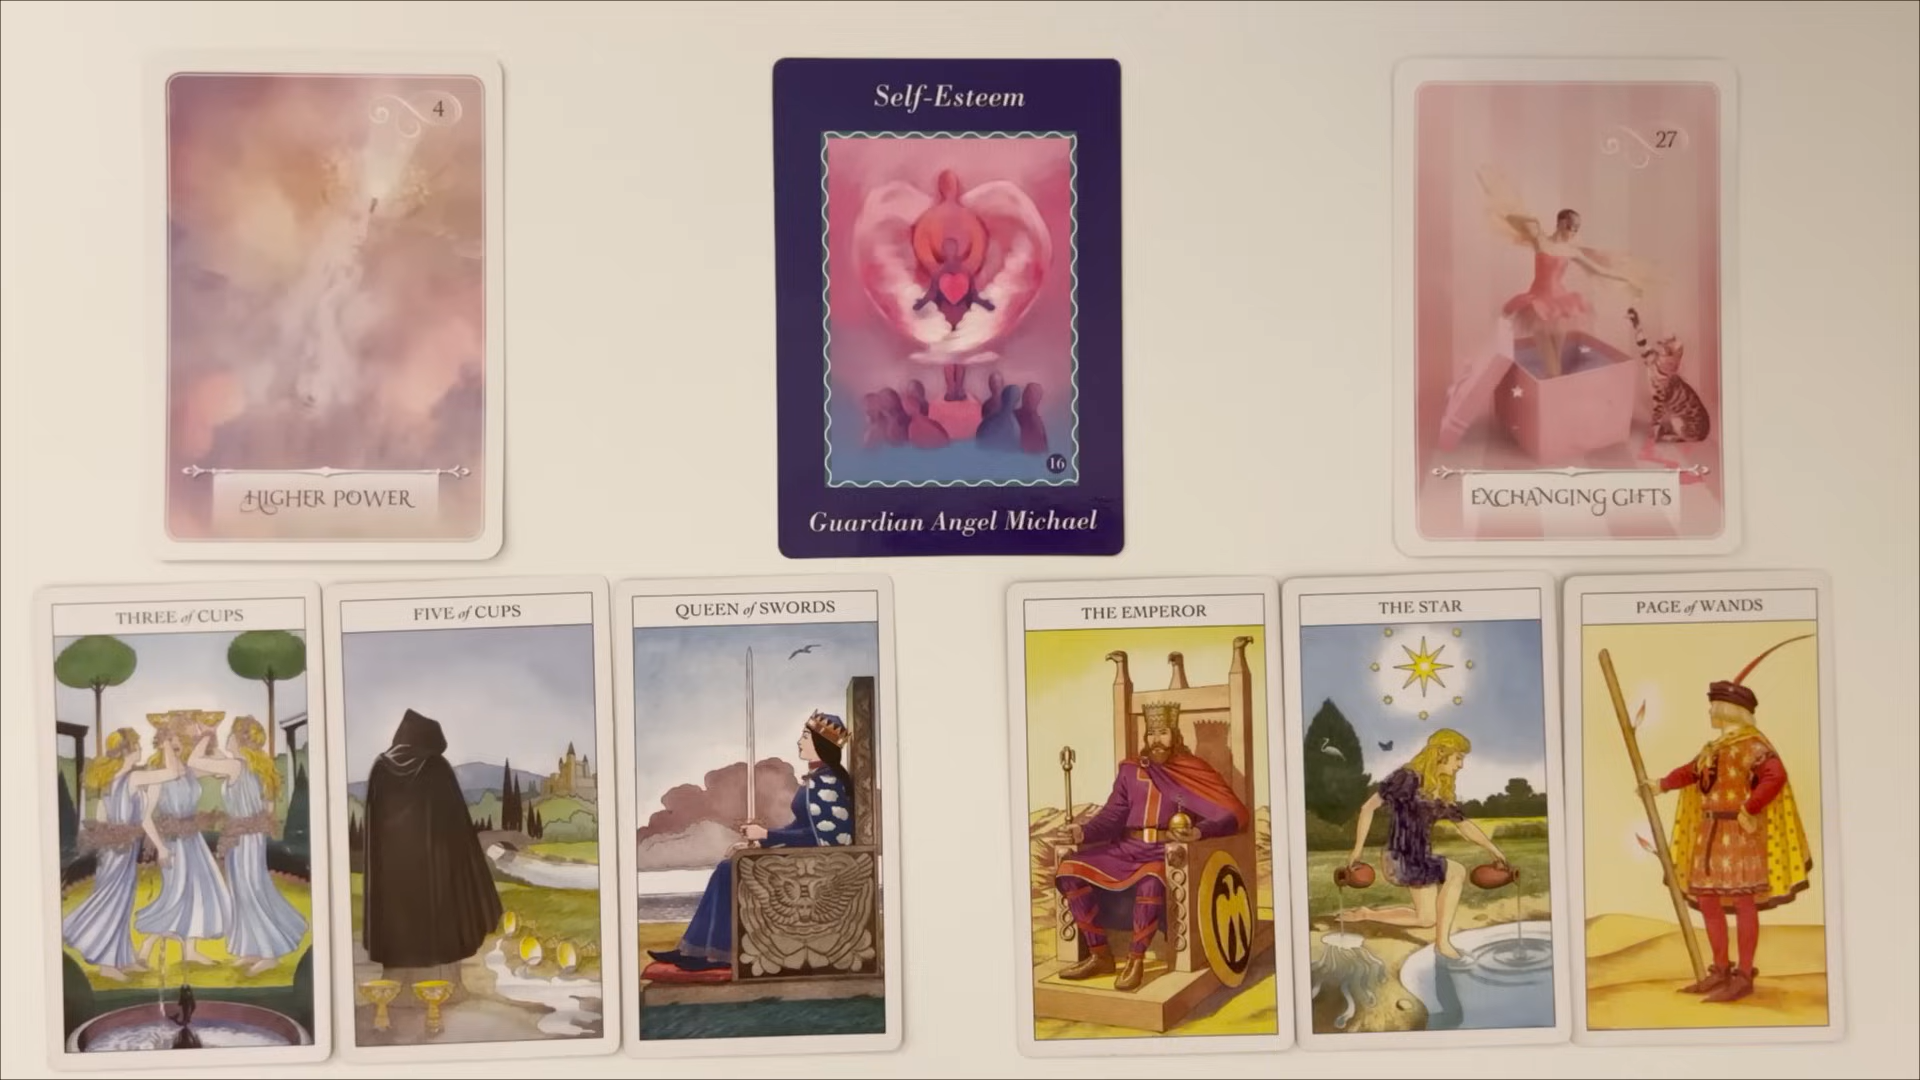 4
HIGHER POWER
Self-Esteem
16
Guardian Angel Michael
27
EXCHANGING GIFTS
THREE of CUPS
FIVE of CUPS
QUEEN of SWORDS
THE EMPEROR
THE STAR
PAGE of WANDS